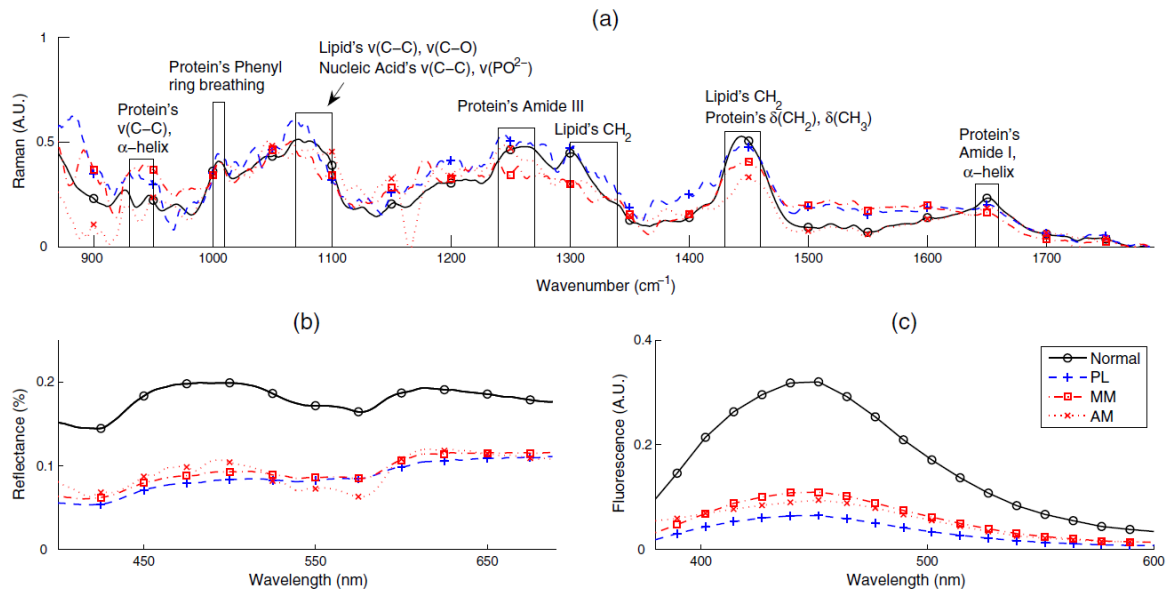 (a)
1
0.5
0
Raman (A.U.)
Protein's
ν(C−C),
α−helix
Protein's Phenyl
ring breathing
Lipid's ν(C−C), ν(C−O)
Nucleic Acid's ν(C−C), ν(PO²⁻)
Protein's Amide III
Lipid's CH₂
Lipid's CH₂
Protein's δ(CH₂), δ(CH₃)
Protein's
Amide I,
α−helix
900 1000 1100 1200 1300 1400 1500 1600 1700
Wavenumber (cm⁻¹)
(b)
0.2
0.1
0
Reflectance (%)
450 550 650
Wavelength (nm)
(c)
0.4
0.2
0
Fluorescence (A.U.)
400 500 600
Wavelength (nm)
Normal
PL
MM
AM